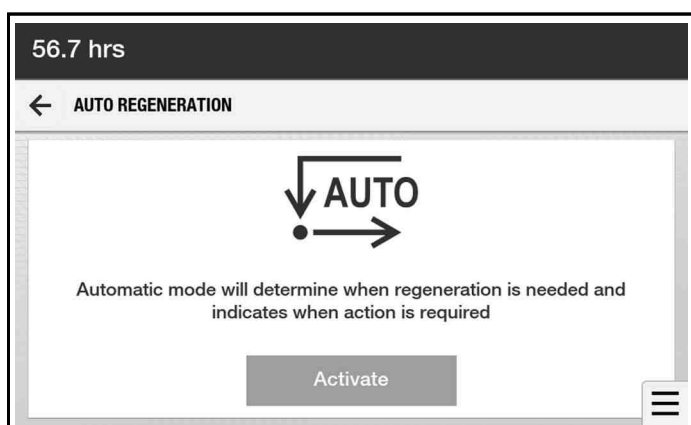 56.7 hrs
AUTO REGENERATION
AUTO
Automatic mode will determine when regeneration is needed and
indicates when action is required
Activate